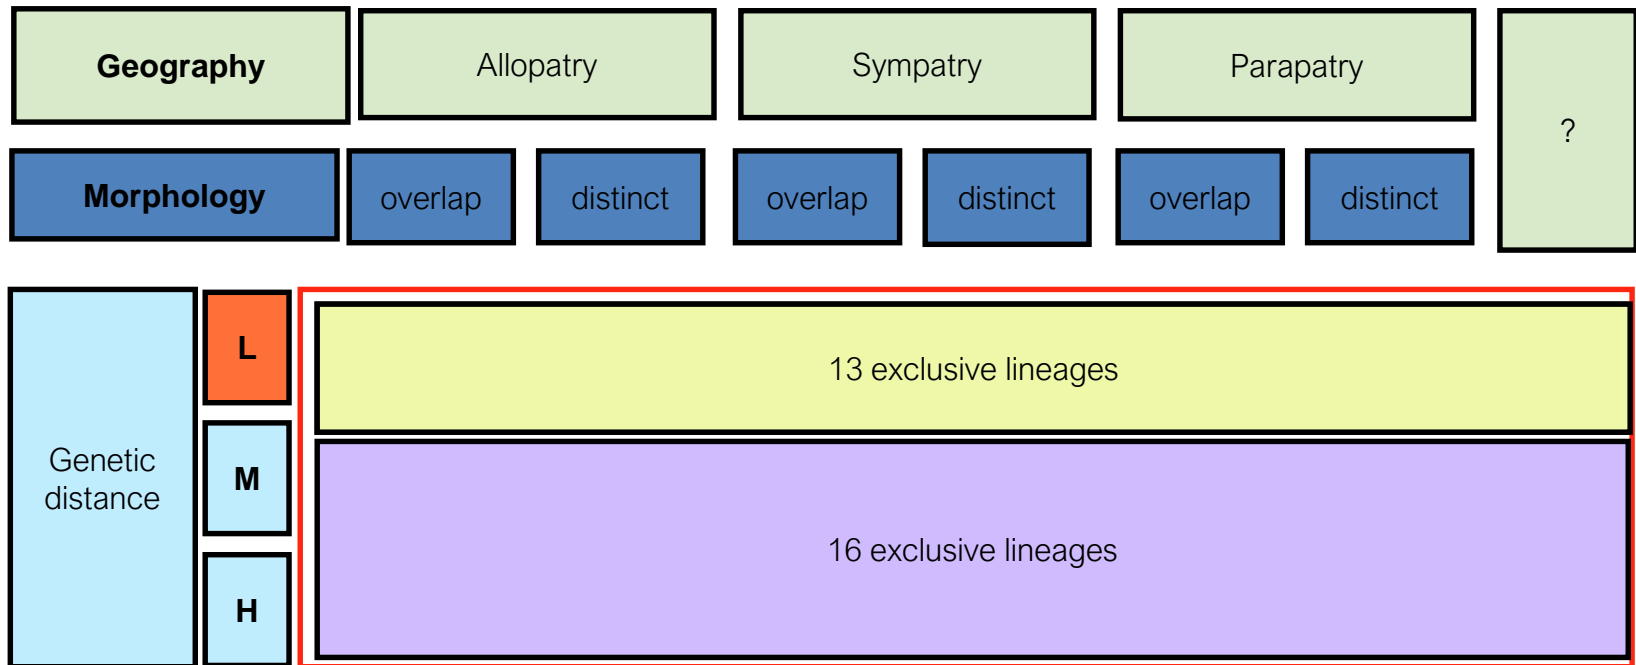 Geography
Allopatry
Sympatry
Parapatry
?
Morphology
overlap
distinct
overlap
distinct
overlap
distinct
Genetic
distance
L
M
H
13 exclusive lineages
16 exclusive lineages